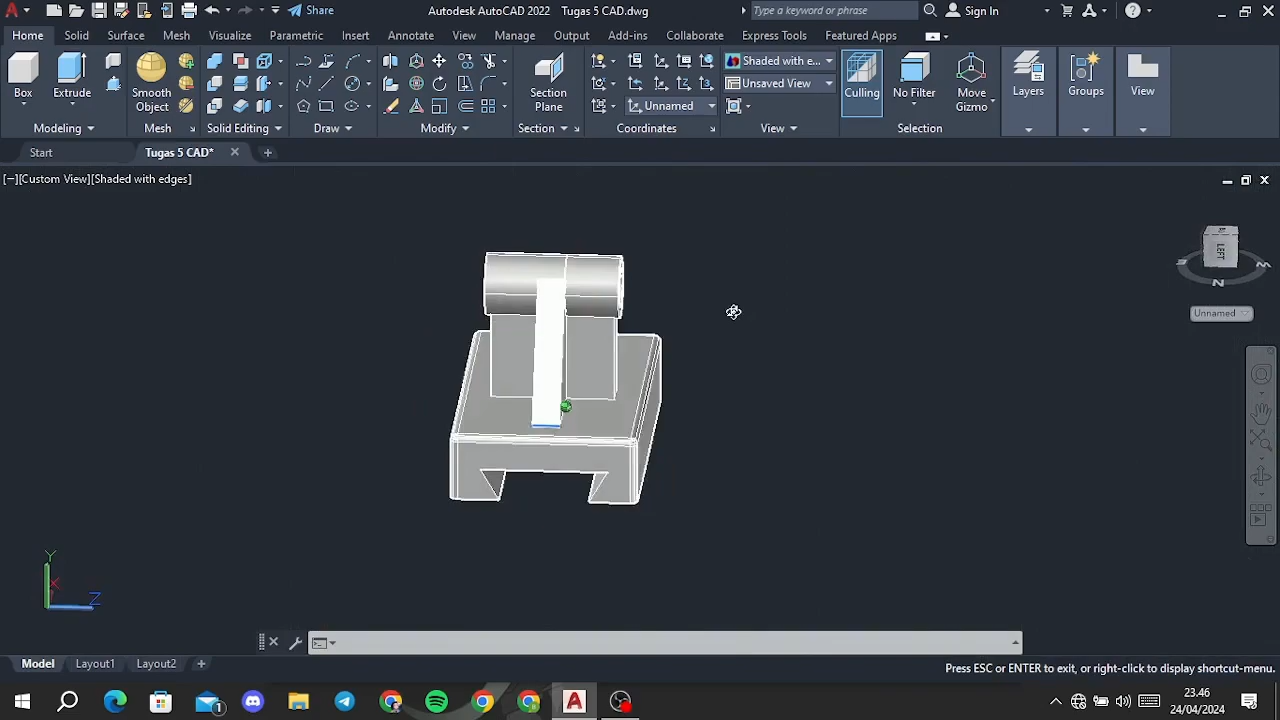 Share
Autodesk AutoCAD 2022 Tugas 5 CAD.dwg
Type a keyword or phrase
Sign In
Home Solid Surface Mesh Visualize Parametric Insert Annotate View Manage Output Add-ins Collaborate Express Tools Featured Apps
Box
Extrude
Smooth Object
Section Plane
Shaded with e...
Unsaved View
Unnamed
Culling
No Filter
Move Gizmo
Layers
Groups
View
Modeling Mesh Solid Editing Draw Modify Section Coordinates View Selection
Start
Tugas 5 CAD*
[−][Custom View][Shaded with edges]
LEFT
N
Unnamed
Y
X
Z
Model Layout1 Layout2
Press ESC or ENTER to exit, or right-click to display shortcut-menu.
1
23.46
24/04/2024